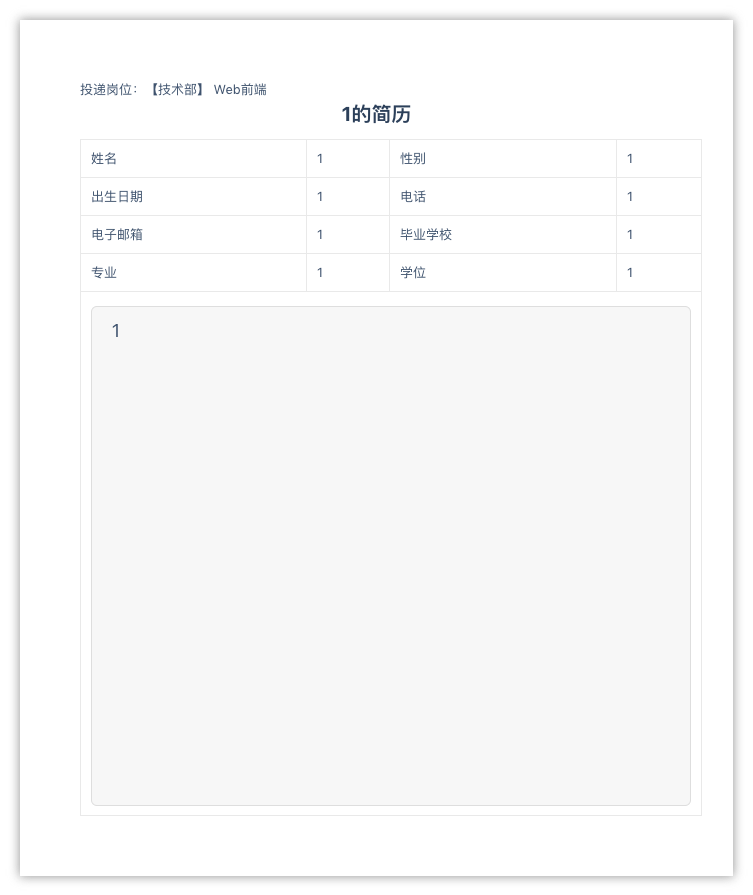 投递岗位：【技术部】 Web前端
1的简历
姓名 1 性别 1
出生日期 1 电话 1
电子邮箱 1 毕业学校 1
专业 1 学位 1
1